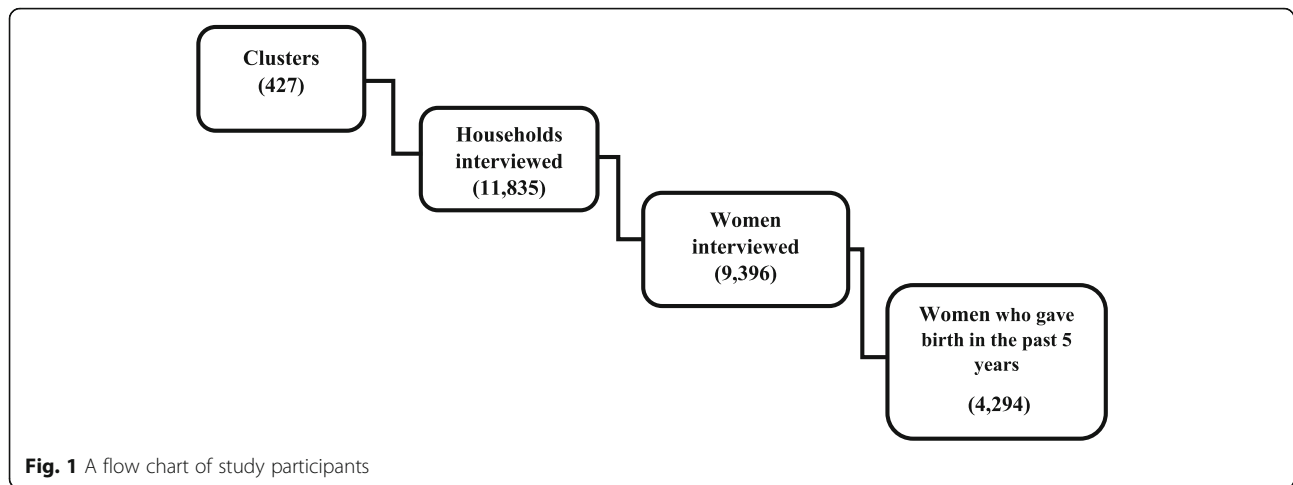 Clusters
(427)
Households
interviewed
(11,835)
Women
interviewed
(9,396)
Women who gave
birth in the past 5
years
(4,294)
Fig. 1 A flow chart of study participants